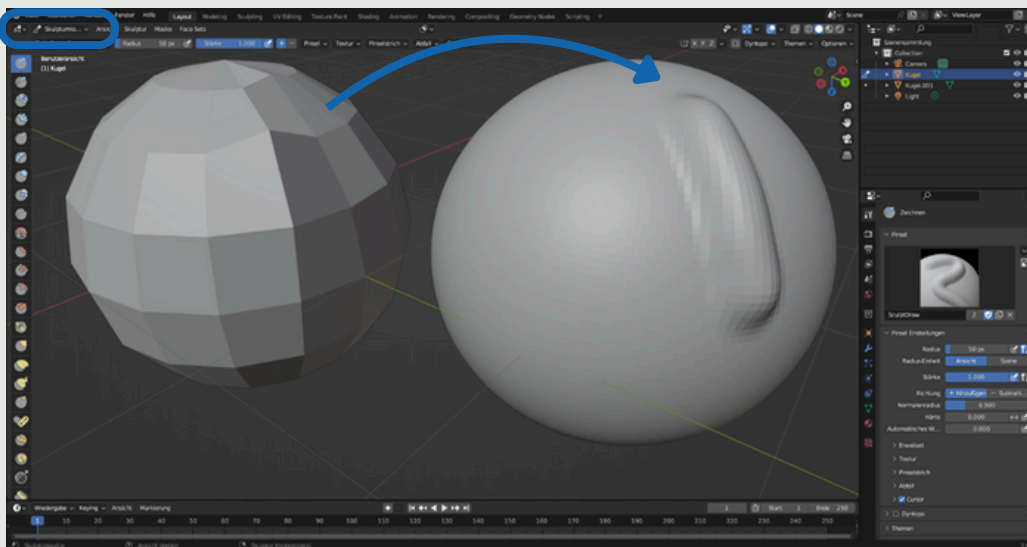 Fenster Hilfe Layout Modeling Sculpting UV Editing Texture Paint Shading Animation Rendering Compositing Geometry Nodes Scripting + Scene ViewLayer
Skulpturmo... Ansi Skulptur Maske Face Sets
Radius 50 px Stärke 1.000 Pinsel Textur Pinselstrich Abfall X Y Z Dyntopo Themen Optionen
Benutzeransicht
(1) Kugel
Szenensammlung
Collection
Camera
Kugel
Kugel.001
Light
Zeichnen
Pinsel
SculptDraw 2
Pinsel Einstellungen
Radius 50 px
Radius-Einheit Ansicht Szene
Stärke 1.000
Richtung + Hinzufügen Subtrahi...
Normalenradius 0.500
Härte 0.000
Automatisches W... 0.000
Erweitert
Textur
Pinselstrich
Abfall
Cursor
Dyntopo
Themen
Wiedergabe Keying Ansicht Markierung 1 Start 1 Ende 250
1 10 20 30 40 50 60 70 80 90 100 110 120 130 140 150 160 170 180 190 200 210 220 230 240 250